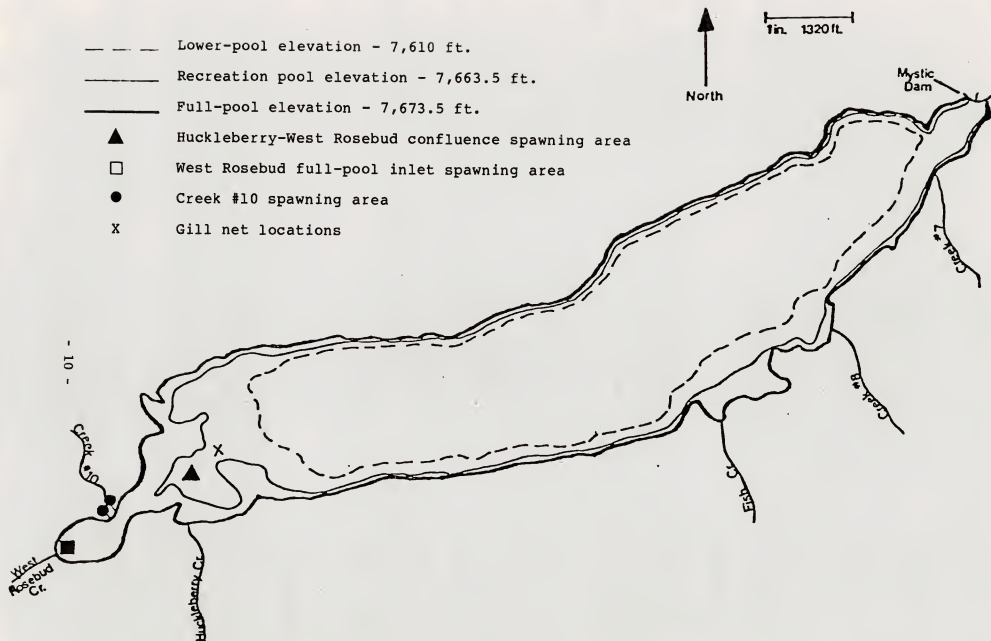 Lower-pool elevation - 7,610 ft.
Recreation pool elevation - 7,663.5 ft.
Full-pool elevation - 7,673.5 ft.
Huckleberry-West Rosebud confluence spawning area
West Rosebud full-pool inlet spawning area
Creek #10 spawning area
X Gill net locations
North
1in. 1320ft.
Mystic
Dam
Creek #7
Creek #8
Fish Cr.
X
- 10 -
Creek #10
West
Rosebud
Cr.
Huckleberry Cr.